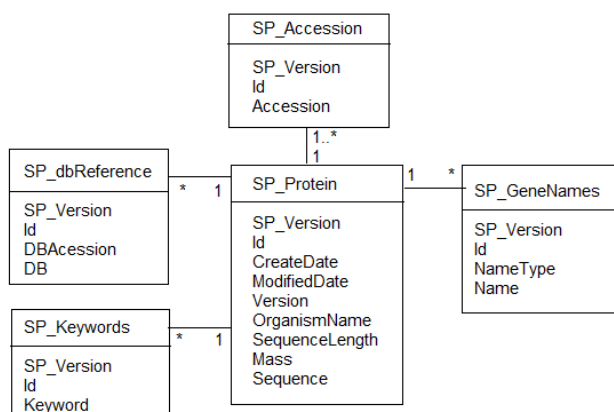 SP_Accession
SP_Version
Id
Accession
1..*
1
SP_dbReference
SP_Version
Id
DBAcession
DB
*
1
SP_Protein
SP_Version
Id
CreateDate
ModifiedDate
Version
OrganismName
SequenceLength
Mass
Sequence
1
*
SP_GeneNames
SP_Version
Id
NameType
Name
SP_Keywords
SP_Version
Id
Keyword
*
1